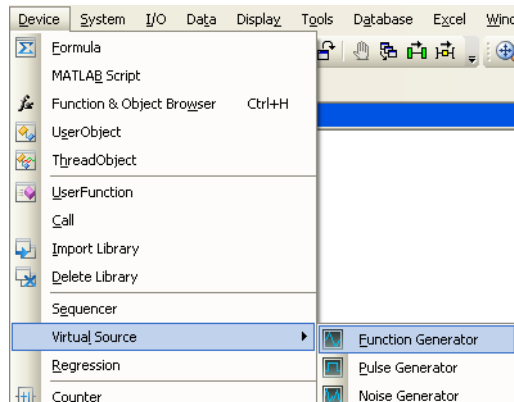 Device System I/O Data Display Tools Database Excel
Formula
MATLAB Script
Function & Object Browser Ctrl+H
UserObject
ThreadObject
UserFunction
Call
Import Library
Delete Library
Sequencer
Virtual Source
Function Generator
Regression
Pulse Generator
Counter
Noise Generator